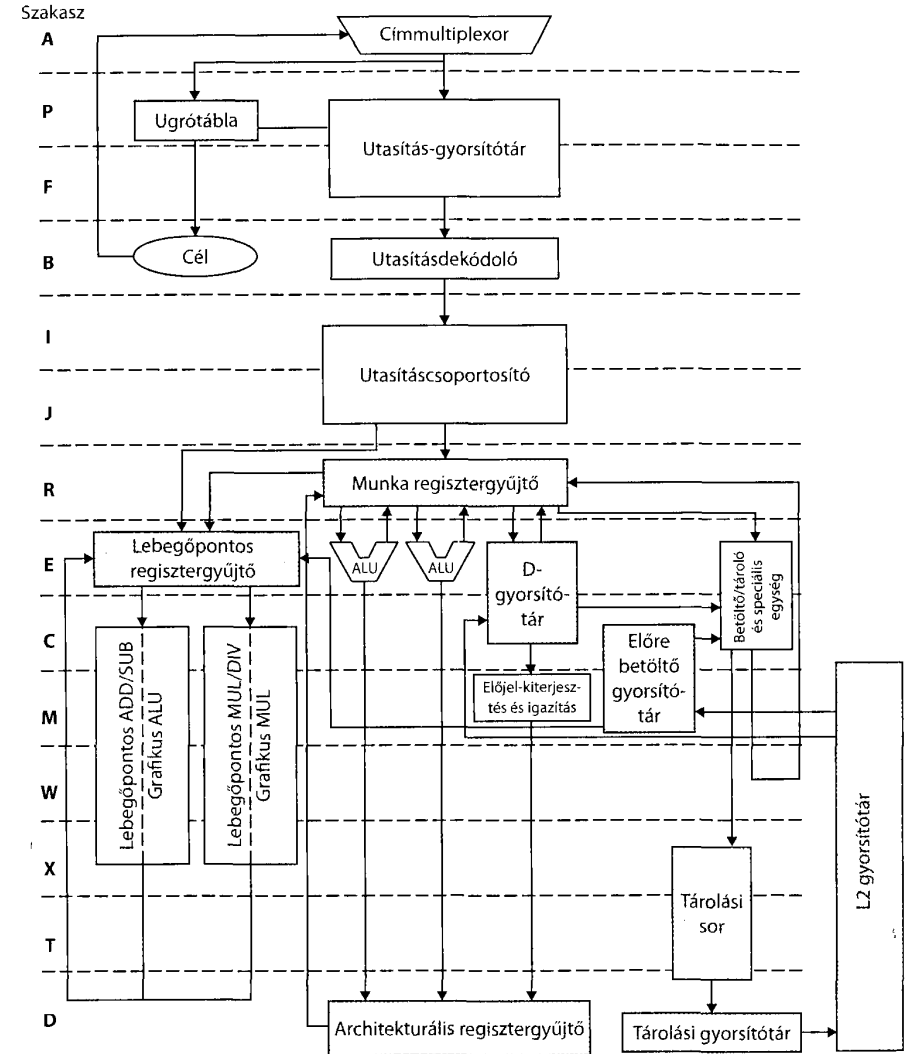 Szakasz
A
Címmultiplexor
P
Ugrótábla
Utasítás-gyorsítótár
F
B
Cél
Utasításdekódoló
I
Utasításcsoportosító
J
R
Munka regisztergyűjtő
E
Lebegőpontos
regisztergyűjtő
ALU
ALU
D-
gyorsító-
tár
Betöltő/tároló
és speciális
egység
C
Lebegőpontos ADD/SUB
Grafikus ALU
Lebegőpontos MUL/DIV
Grafikus MUL
Előre
betöltő
gyorsító-
tár
M
Előjel-kiterjesz-
tés és igazítás
W
X
Tárolási
sor
L2 gyorsítótár
T
D
Architekturális regisztergyűjtő
Tárolási gyorsítótár